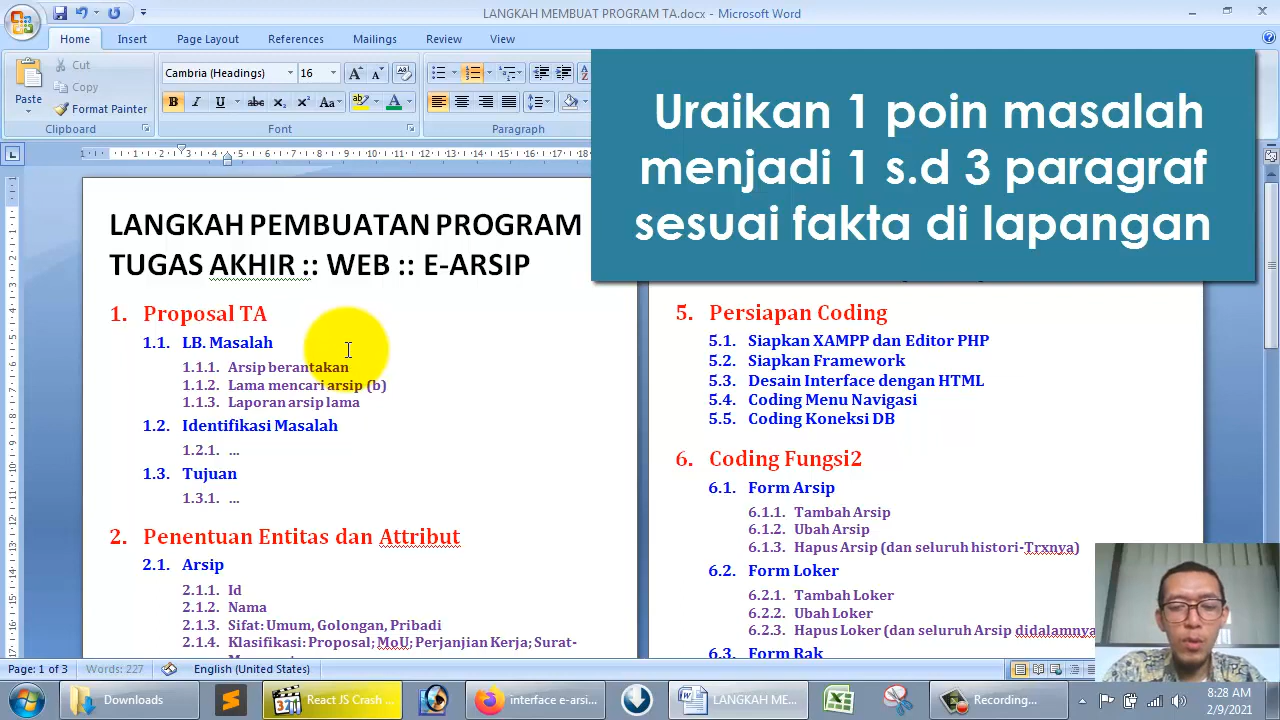 LANGKAH MEMBUAT PROGRAM TA.docx - Microsoft Word
Home Insert Page Layout References Mailings Review View
Paste
Cut
Copy
Format Painter
Clipboard
Cambria (Headings) 16
Font
Paragraph
Uraikan 1 poin masalah
menjadi 1 s.d 3 paragraf
sesuai fakta di lapangan
LANGKAH PEMBUATAN PROGRAM
TUGAS AKHIR :: WEB :: E-ARSIP
1. Proposal TA
1.1. LB. Masalah
1.1.1. Arsip berantakan
1.1.2. Lama mencari arsip (b)
1.1.3. Laporan arsip lama
1.2. Identifikasi Masalah
1.2.1. ...
1.3. Tujuan
1.3.1. ...
2. Penentuan Entitas dan Attribut
2.1. Arsip
2.1.1. Id
2.1.2. Nama
2.1.3. Sifat: Umum, Golongan, Pribadi
2.1.4. Klasifikasi: Proposal; MoU; Perjanjian Kerja; Surat-
5. Persiapan Coding
5.1. Siapkan XAMPP dan Editor PHP
5.2. Siapkan Framework
5.3. Desain Interface dengan HTML
5.4. Coding Menu Navigasi
5.5. Coding Koneksi DB
6. Coding Fungsi2
6.1. Form Arsip
6.1.1. Tambah Arsip
6.1.2. Ubah Arsip
6.1.3. Hapus Arsip (dan seluruh histori-Trxnya)
6.2. Form Loker
6.2.1. Tambah Loker
6.2.2. Ubah Loker
6.2.3. Hapus Loker (dan seluruh Arsip didalamnya
6.3. Form Rak
Page: 1 of 3 Words: 227 English (United States)
Downloads React JS Crash ... interface e-arsi... LANGKAH ME... Recording...
8:28 AM
2/9/2021